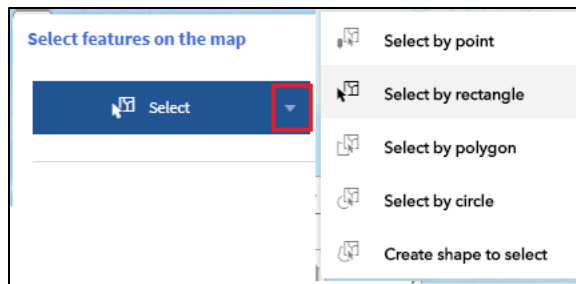 Select features on the map
Select
Select by point
Select by rectangle
Select by polygon
Select by circle
Create shape to select